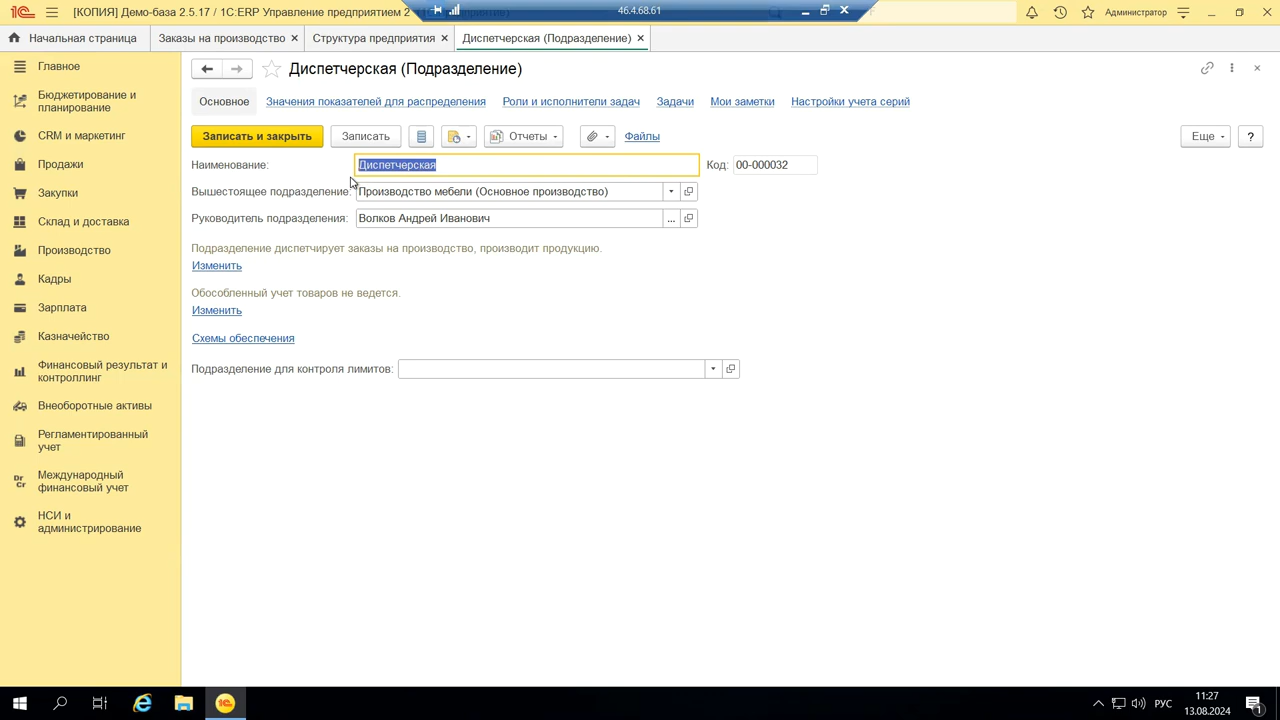 [КОПИЯ] Демо-база 2.5.17 / 1С:ERP Управление предприятием 2
46.4.68.61
Администратор
Начальная страница
Заказы на производство
Структура предприятия
Диспетчерская (Подразделение)
Главное
Бюджетирование и
планирование
CRM и маркетинг
Продажи
Закупки
Склад и доставка
Производство
Кадры
Зарплата
Казначейство
Финансовый результат и
контроллинг
Внеоборотные активы
Регламентированный
учет
Международный
финансовый учет
НСИ и
администрирование
Диспетчерская (Подразделение)
Основное Значения показателей для распределения Роли и исполнители задач Задачи Мои заметки Настройки учета серий
Записать и закрыть Записать Отчеты Файлы Еще ?
Наименование: Диспетчерская Код: 00-000032
Вышестоящее подразделение: Производство мебели (Основное производство)
Руководитель подразделения: Волков Андрей Иванович ...
Подразделение диспетчирует заказы на производство, производит продукцию.
Изменить
Обособленный учет товаров не ведется.
Изменить
Схемы обеспечения
Подразделение для контроля лимитов:
РУС
11:27
13.08.2024
1